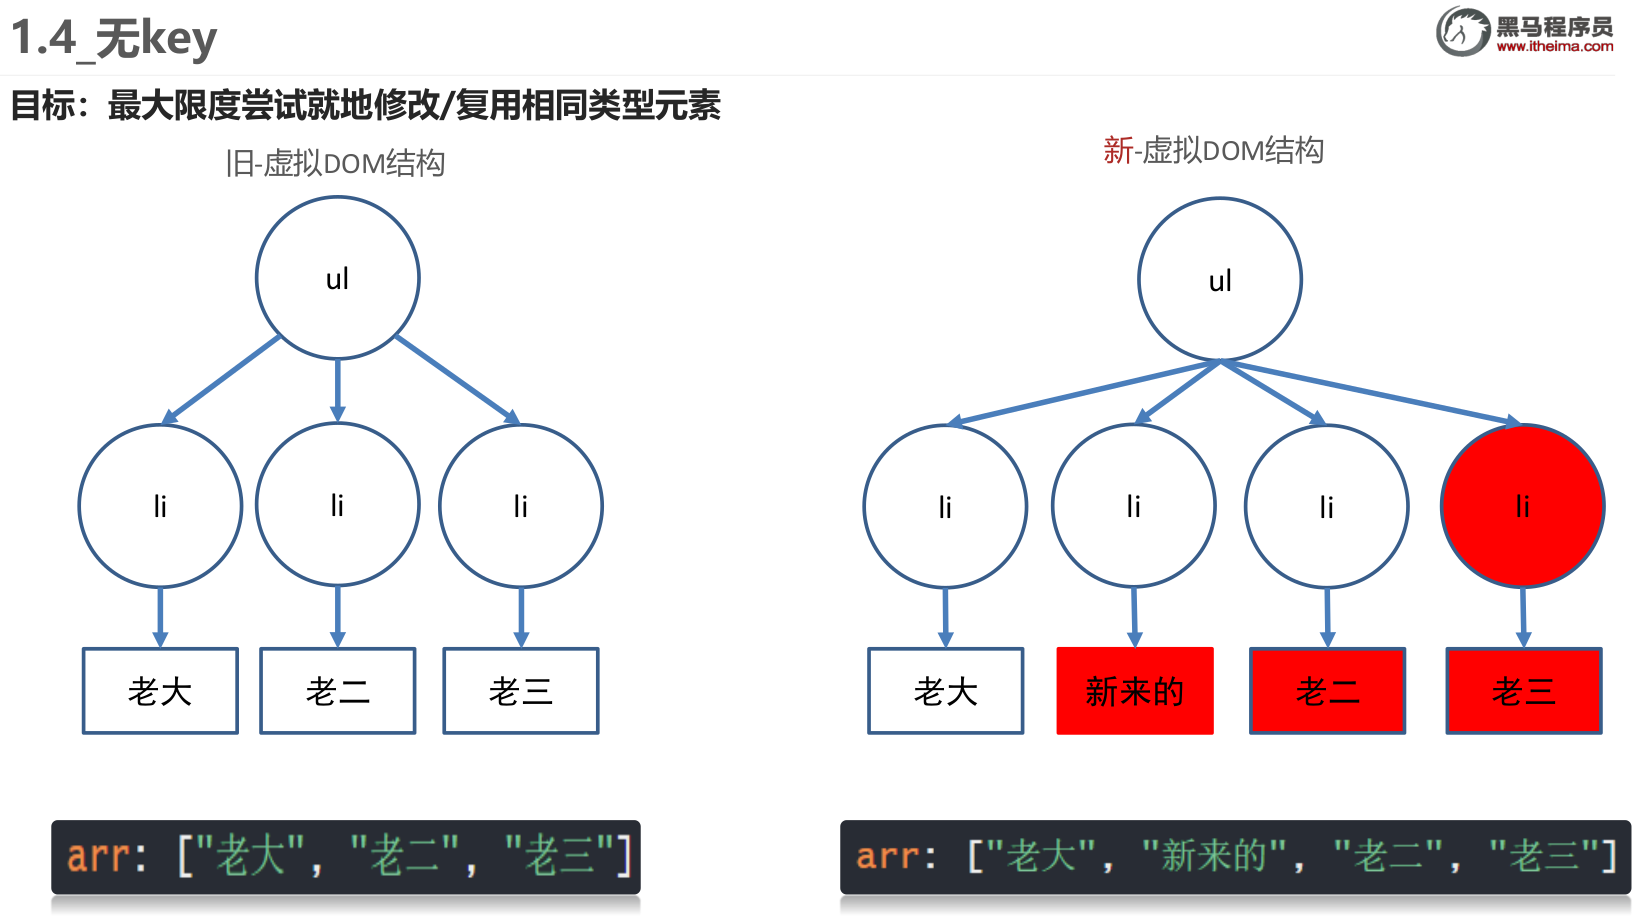 1.4_无key
黑马程序员
www.itheima.com
目标：最大限度尝试就地修改/复用相同类型元素
旧-虚拟DOM结构
新-虚拟DOM结构
ul
ul
li
li
li
li
li
li
li
老大
老二
老三
老大
新来的
老二
老三
arr: ["老大", "老二", "老三"]
arr: ["老大", "新来的", "老二", "老三"]